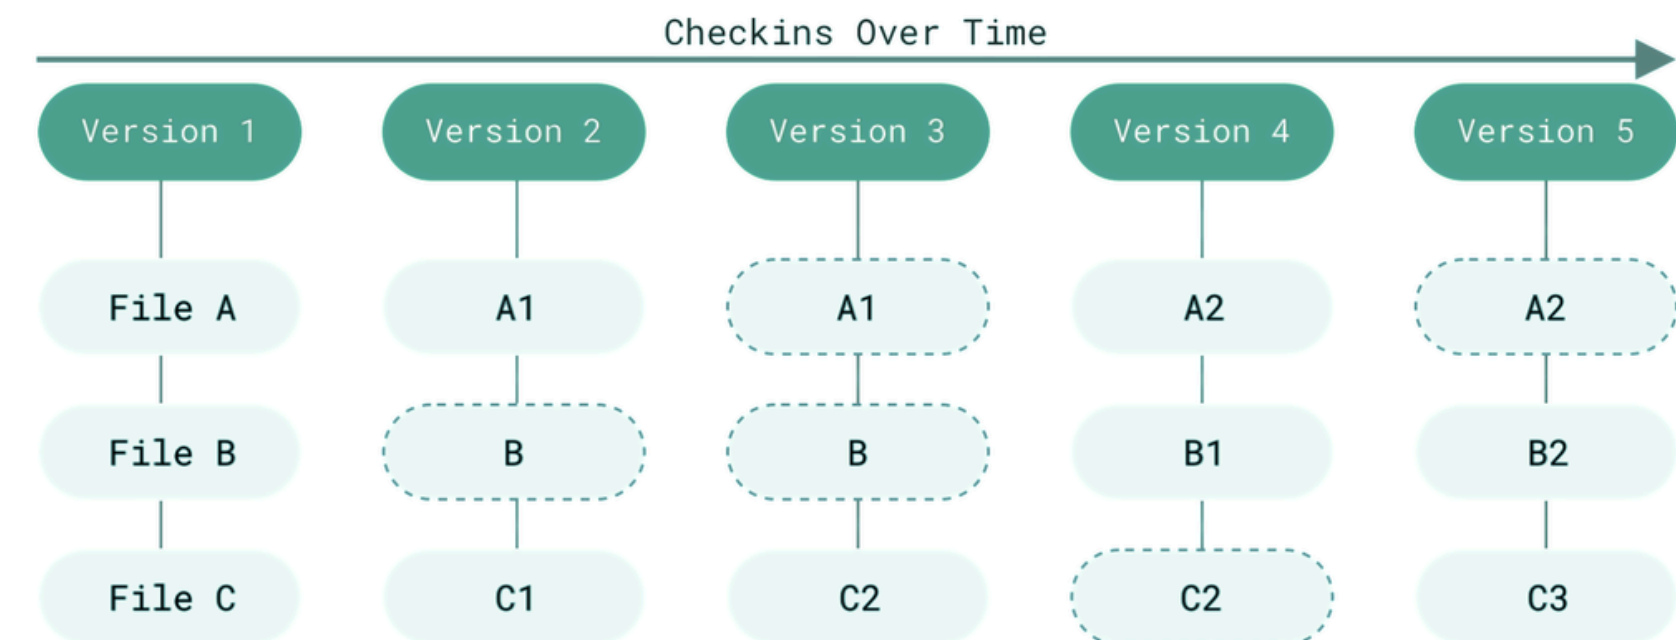 Checkins Over Time
Version 1 Version 2 Version 3 Version 4 Version 5
File A A1 A1 A2 A2
File B B B B1 B2
File C C1 C2 C2 C3